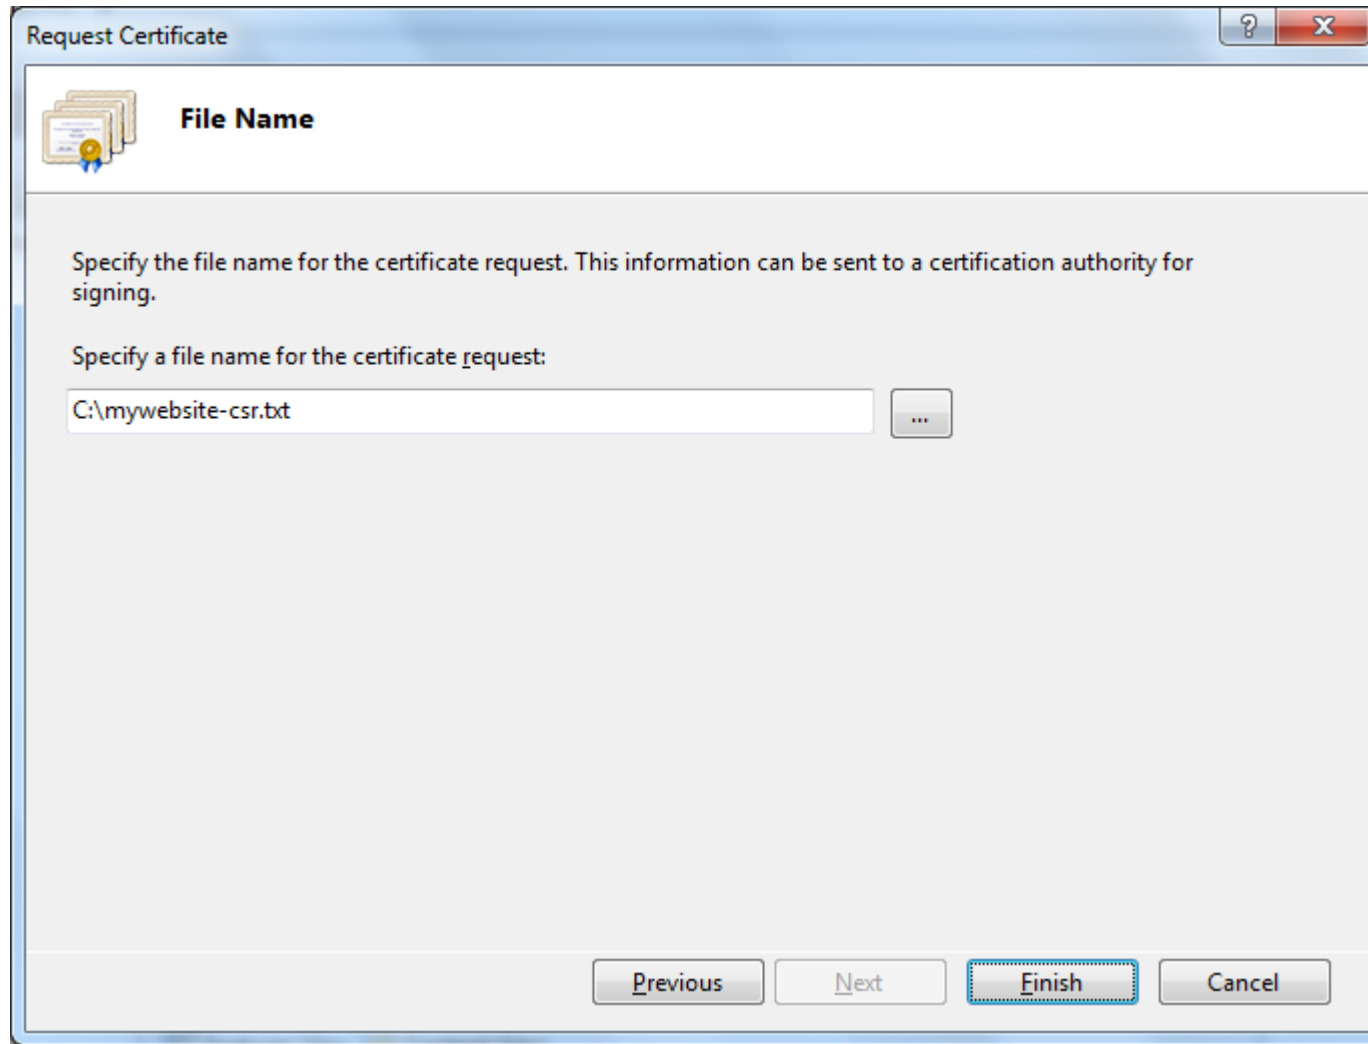 Request Certificate
File Name
Specify the file name for the certificate request. This information can be sent to a certification authority for
signing.
Specify a file name for the certificate request:
C:\mywebsite-csr.txt
...
Previous
Next
Finish
Cancel